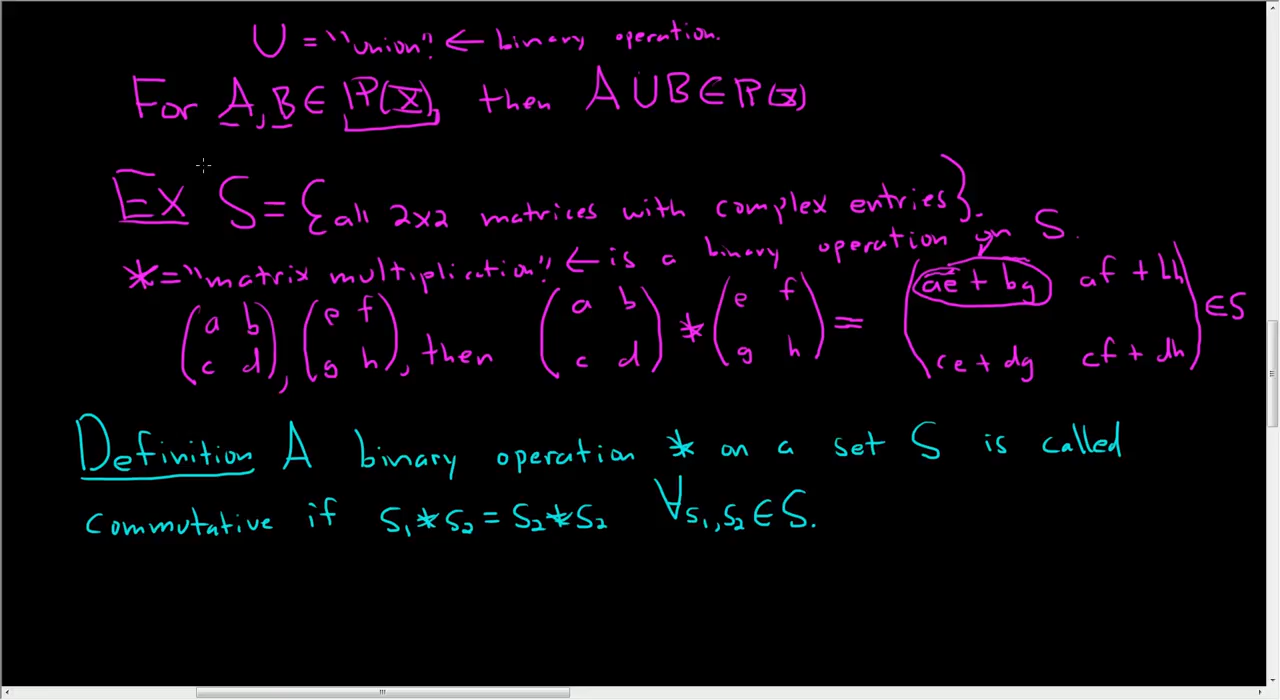 U = "union" ← binary operation.
For A, B ∈ P(X), then A U B ∈ P(X)
Ex S = {all 2x2 matrices with complex entries}.
* = "matrix multiplication" ← is a binary operation on S.
(a b c d), (e f g h), then (a b c d) * (e f g h) = (ae + bg af + bh ce + dg cf + dh) ∈ S
Definition A binary operation * on a set S is called
commutative if s₁ * s₂ = s₂ * s₂ ∀ s₁, s₂ ∈ S.